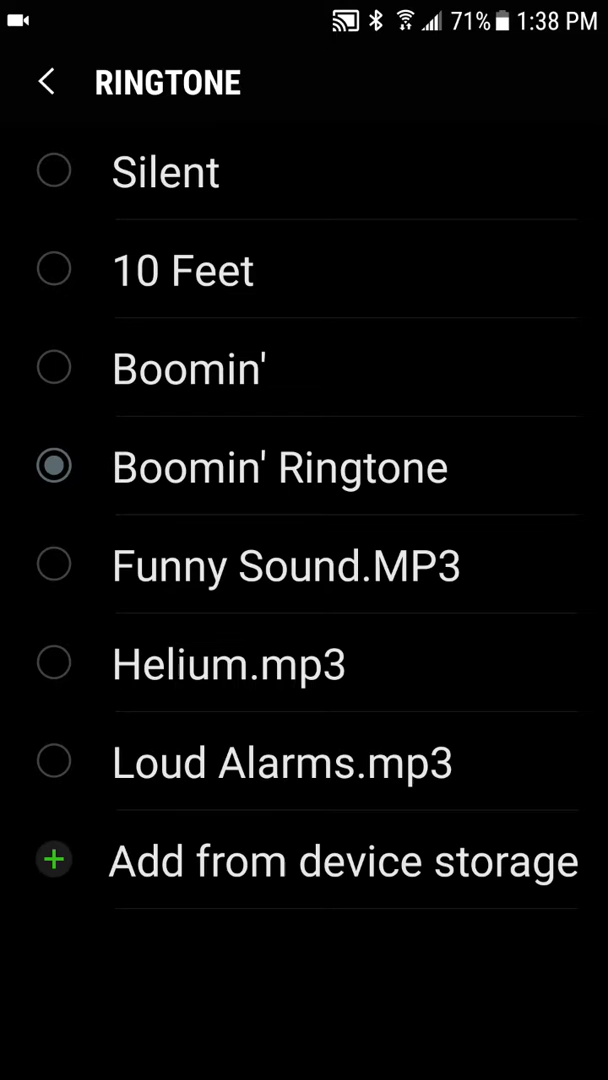 71% 1:38 PM
RINGTONE
Silent
10 Feet
Boomin'
Boomin' Ringtone
Funny Sound.MP3
Helium.mp3
Loud Alarms.mp3
Add from device storage